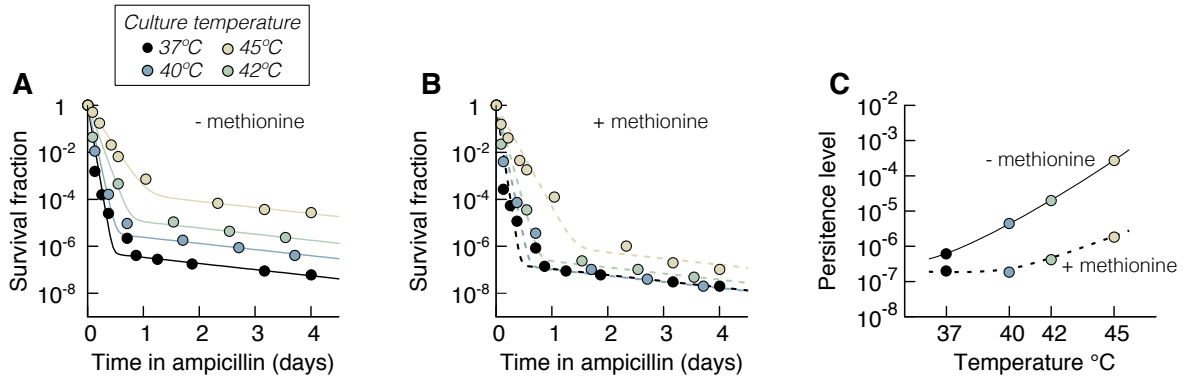 Culture temperature
37°C 45°C
40°C 42°C
A
- methionine
1
10-2
10-4
10-6
10-8
Survival fraction
0 1 2 3 4
Time in ampicillin (days)
B
+ methionine
1
10-2
10-4
10-6
10-8
Survival fraction
0 1 2 3 4
Time in ampicillin (days)
C
10-2
10-3
10-4
10-5
10-6
10-7
10-8
Persitence level
- methionine
+ methionine
37 40 42 45
Temperature °C